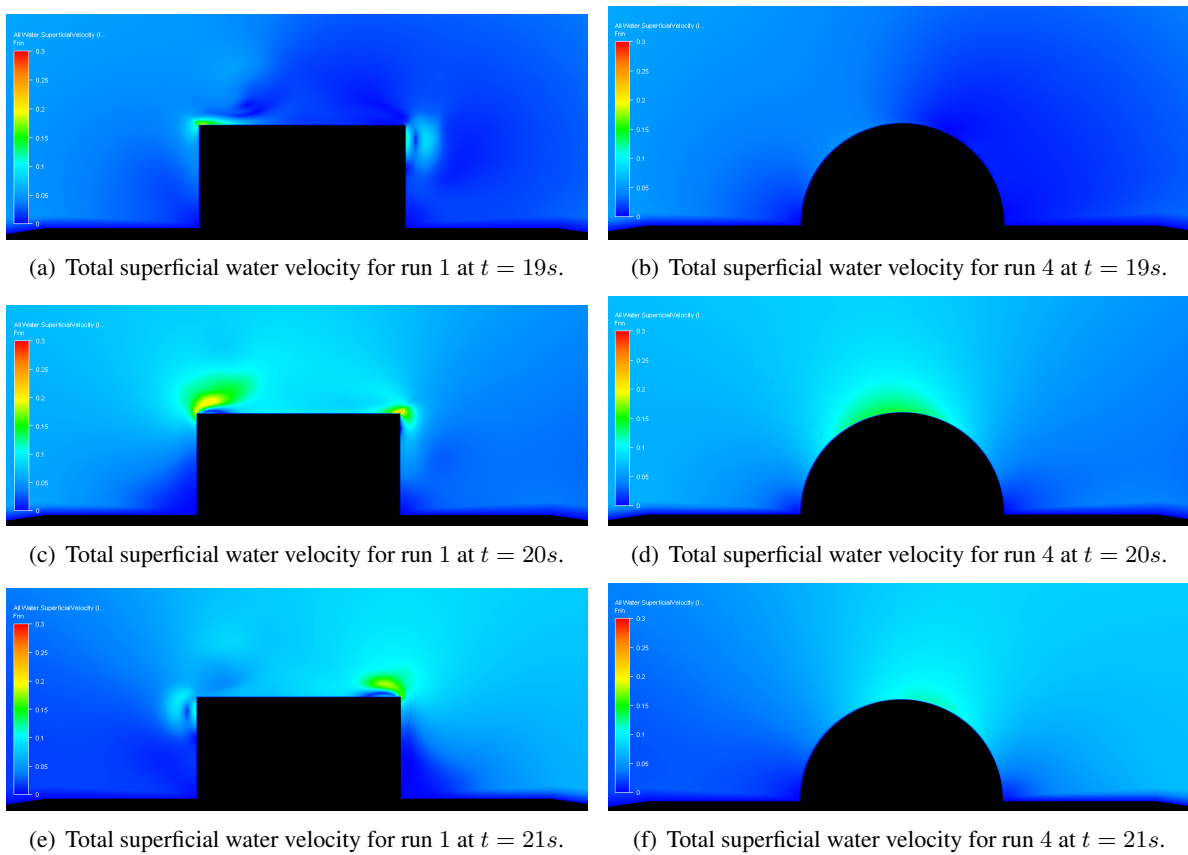 All Water.SuperficialVelocity (I...
Frin
0.3
0.25
0.2
0.15
0.1
0.05
0
All Water.SuperficialVelocity (I...
Frin
0.3
0.25
0.2
0.15
0.1
0.05
0
(a) Total superficial water velocity for run 1 at t = 19s.
(b) Total superficial water velocity for run 4 at t = 19s.
All Water.SuperficialVelocity (I...
Frin
0.3
0.25
0.2
0.15
0.1
0.05
0
All Water.SuperficialVelocity (I...
Frin
0.3
0.25
0.2
0.15
0.1
0.05
0
(c) Total superficial water velocity for run 1 at t = 20s.
(d) Total superficial water velocity for run 4 at t = 20s.
All Water.SuperficialVelocity (I...
Frin
0.3
0.25
0.2
0.15
0.1
0.05
0
All Water.SuperficialVelocity (I...
Frin
0.3
0.25
0.2
0.15
0.1
0.05
0
(e) Total superficial water velocity for run 1 at t = 21s.
(f) Total superficial water velocity for run 4 at t = 21s.